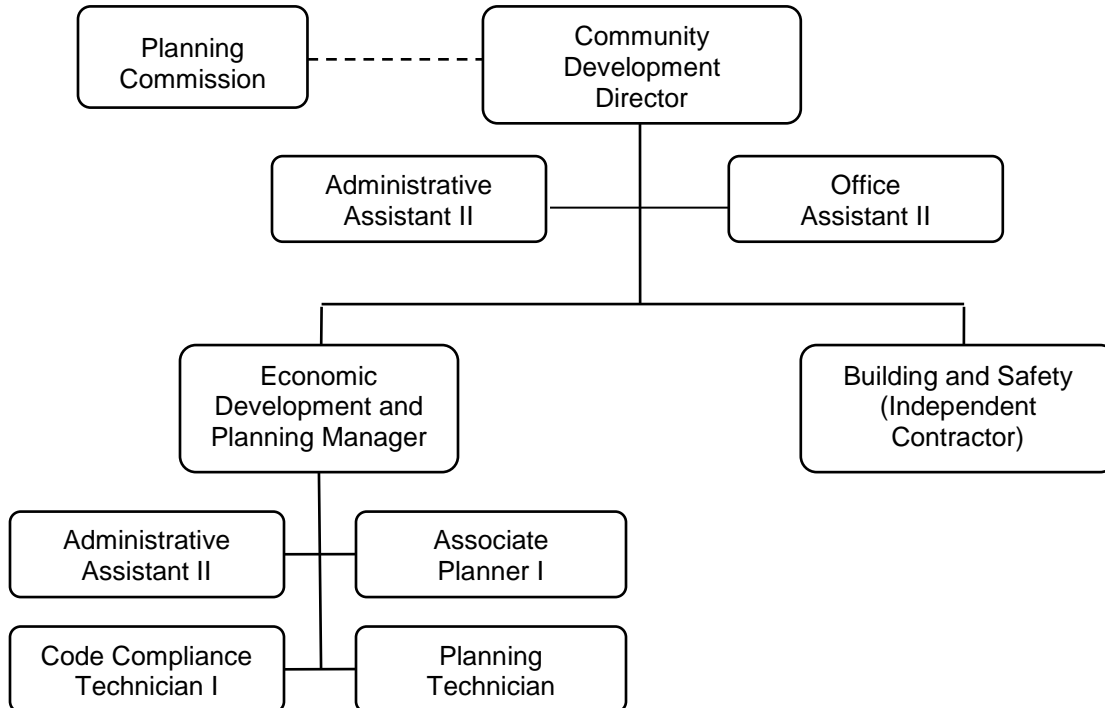 Planning
Commission
Community
Development
Director
Administrative
Assistant II
Office
Assistant II
Economic
Development and
Planning Manager
Building and Safety
(Independent
Contractor)
Administrative
Assistant II
Associate
Planner I
Code Compliance
Technician I
Planning
Technician